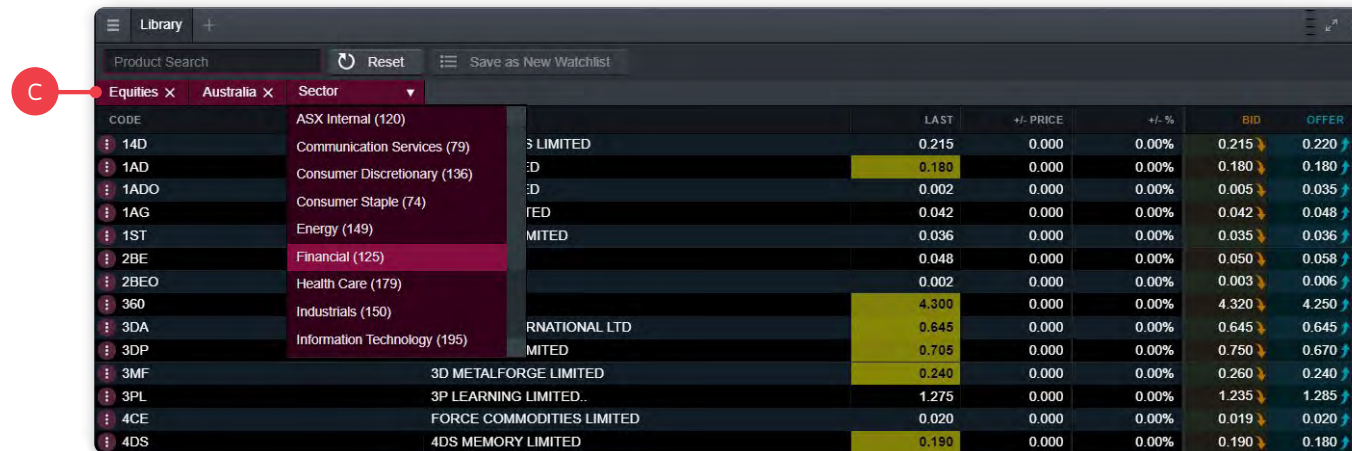 Library
Product Search Reset Save as New Watchlist
C
Equities × Australia × Sector
CODE LAST +/- PRICE +/- % BID OFFER
ASX Internal (120)
Communication Services (79)
Consumer Discretionary (136)
Consumer Staple (74)
Energy (149)
Financial (125)
Health Care (179)
Industrials (150)
Information Technology (195)
14D LIMITED 0.215 0.000 0.00% 0.215 0.220
1AD 0.180 0.000 0.00% 0.180 0.180
1ADO 0.002 0.000 0.00% 0.005 0.035
1AG 0.042 0.000 0.00% 0.042 0.048
1ST 0.036 0.000 0.00% 0.035 0.036
2BE 0.048 0.000 0.00% 0.050 0.058
2BEO 0.002 0.000 0.00% 0.003 0.006
360 4.300 0.000 0.00% 4.320 4.250
3DA RNATIONAL LTD 0.645 0.000 0.00% 0.645 0.645
3DP MITED 0.705 0.000 0.00% 0.750 0.670
3MF 3D METALFORGE LIMITED 0.240 0.000 0.00% 0.260 0.240
3PL 3P LEARNING LIMITED.. 1.275 0.000 0.00% 1.235 1.285
4CE FORCE COMMODITIES LIMITED 0.020 0.000 0.00% 0.019 0.020
4DS 4DS MEMORY LIMITED 0.190 0.000 0.00% 0.190 0.180